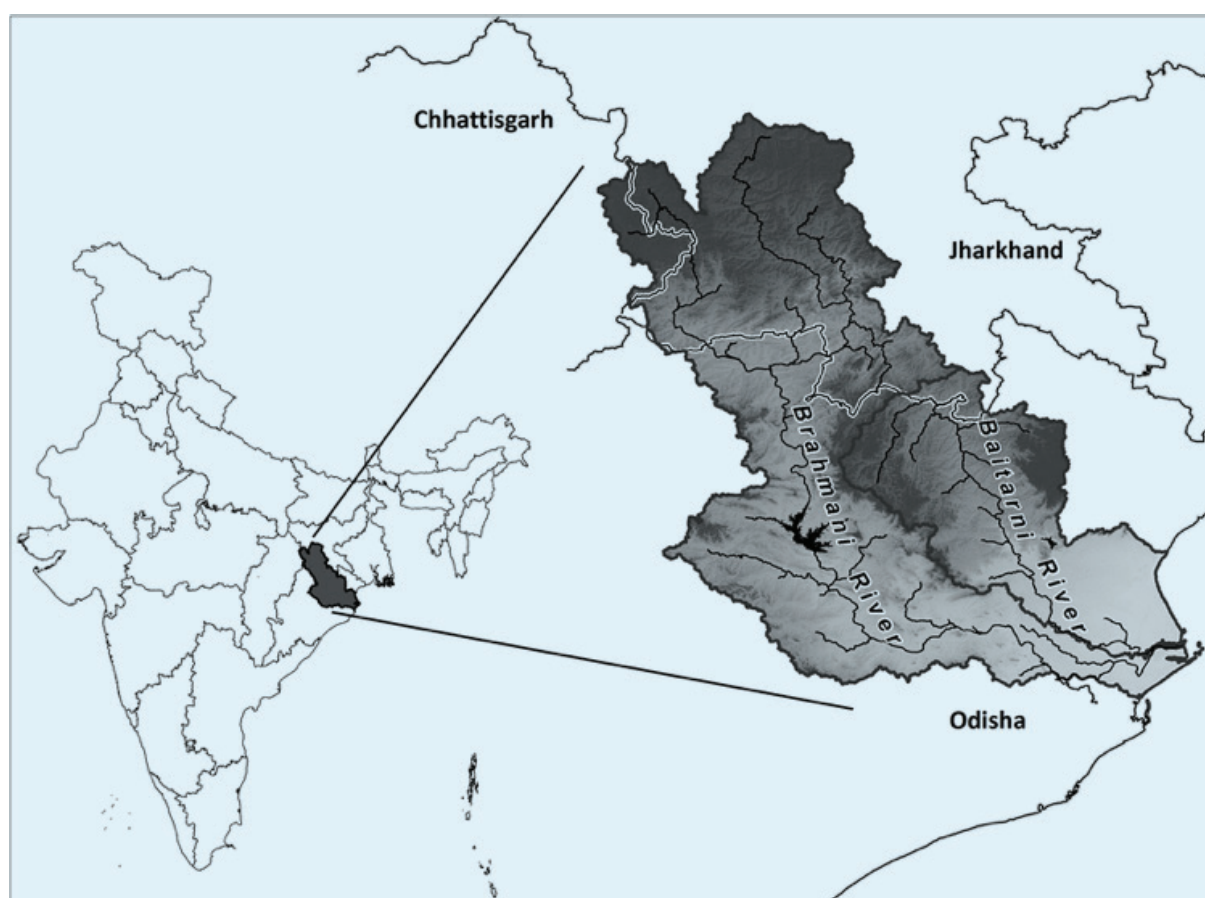 Chhattisgarh
Jharkhand
Brahmani River
Baitarni River
Odisha